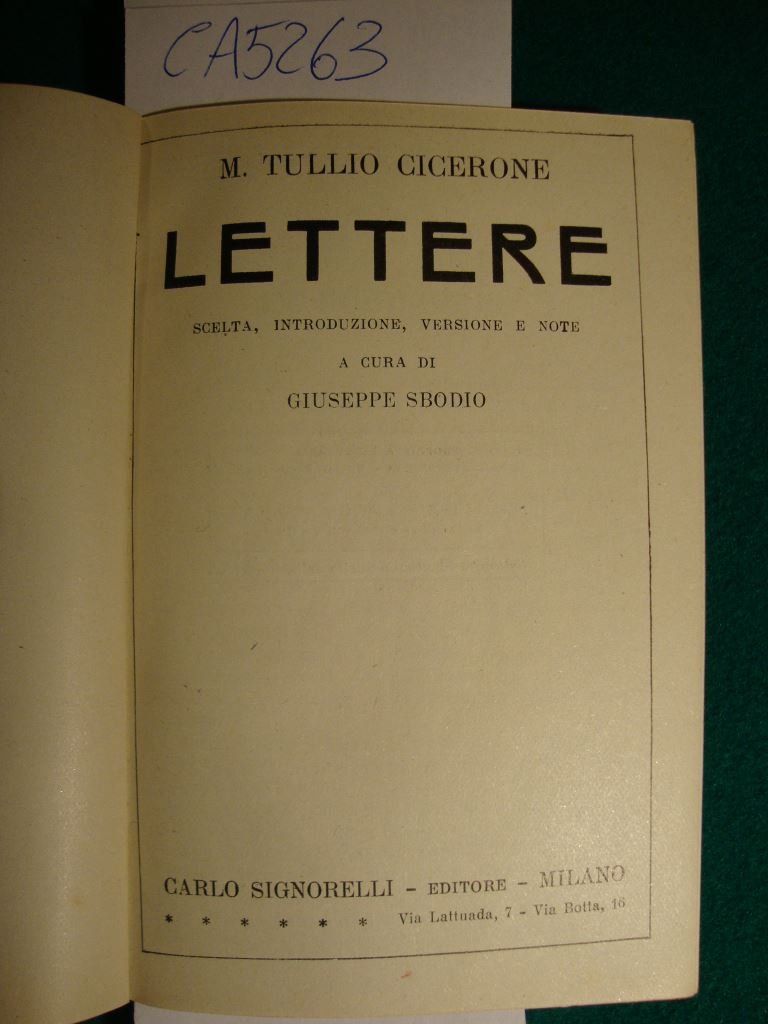 CA5263
M. TULLIO CICERONE
LETTERE
SCELTA, INTRODUZIONE, VERSIONE E NOTE
A CURA DI
GIUSEPPE SBODIO
CARLO SIGNORELLI - EDITORE - MILANO
* * * * * * Via Lattuada, 7 - Via Botta, 16